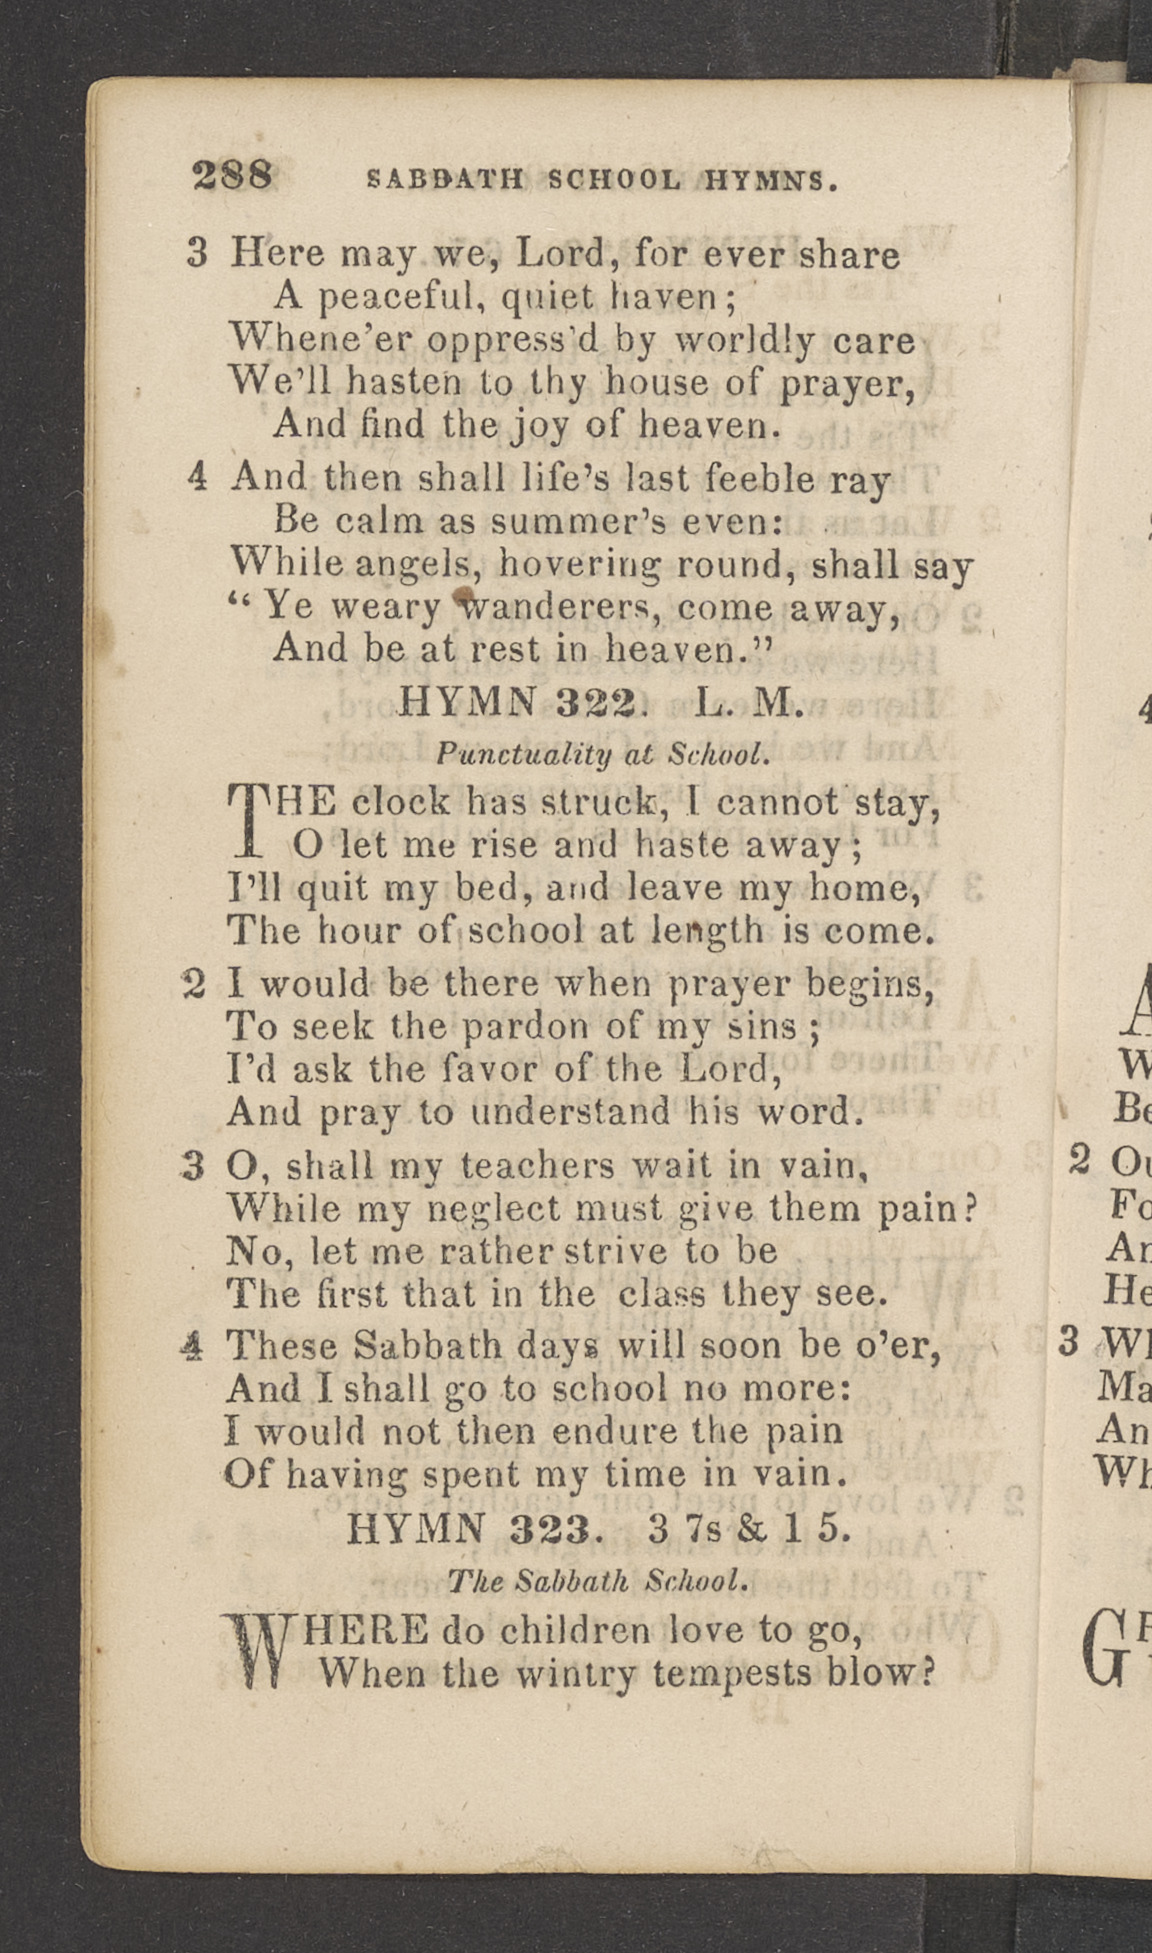 288 SABBATH SCHOOL HYMNS.
3 Here may we, Lord, for ever share
A peaceful, quiet haven;
Whene'er oppress'd by worldly care
We'll hasten to thy house of prayer,
And find the joy of heaven.
4 And then shall life's last feeble ray
Be calm as summer's even:
While angels, hovering round, shall say
"Ye weary wanderers, come away,
And be at rest in heaven."
HYMN 322. L. M.
Punctuality at School.
THE clock has struck, I cannot stay,
O let me rise and haste away;
I'll quit my bed, and leave my home,
The hour of school at length is come.
2 I would be there when prayer begins,
To seek the pardon of my sins;
I'd ask the favor of the Lord,
And pray to understand his word.
3 O, shall my teachers wait in vain,
While my neglect must give them pain?
No, let me rather strive to be
The first that in the class they see.
4 These Sabbath days will soon be o'er,
And I shall go to school no more:
I would not then endure the pain
Of having spent my time in vain.
HYMN 323. 3 7s & 1 5.
The Sabbath School.
WHERE do children love to go,
When the wintry tempests blow?
4
2
3